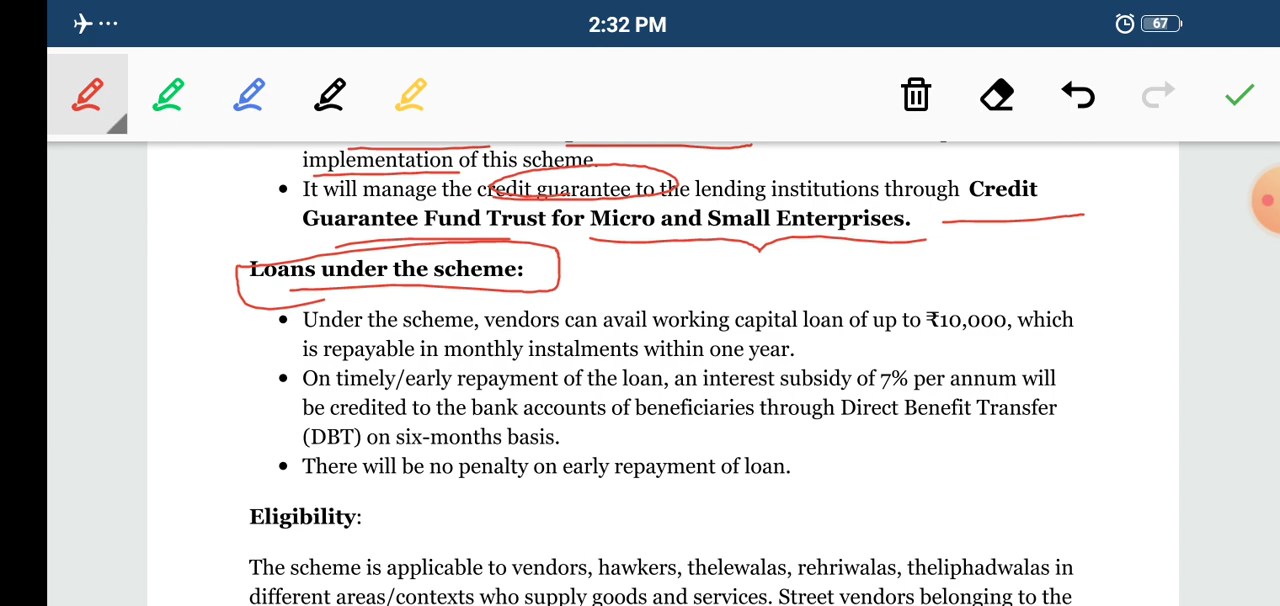 2:32 PM
67
implementation of this scheme.
• It will manage the credit guarantee to the lending institutions through Credit
Guarantee Fund Trust for Micro and Small Enterprises.
Loans under the scheme:
• Under the scheme, vendors can avail working capital loan of up to ₹10,000, which
is repayable in monthly instalments within one year.
• On timely/early repayment of the loan, an interest subsidy of 7% per annum will
be credited to the bank accounts of beneficiaries through Direct Benefit Transfer
(DBT) on six-months basis.
• There will be no penalty on early repayment of loan.
Eligibility:
The scheme is applicable to vendors, hawkers, thelewalas, rehriwalas, theliphadwalas in
different areas/contexts who supply goods and services. Street vendors belonging to the